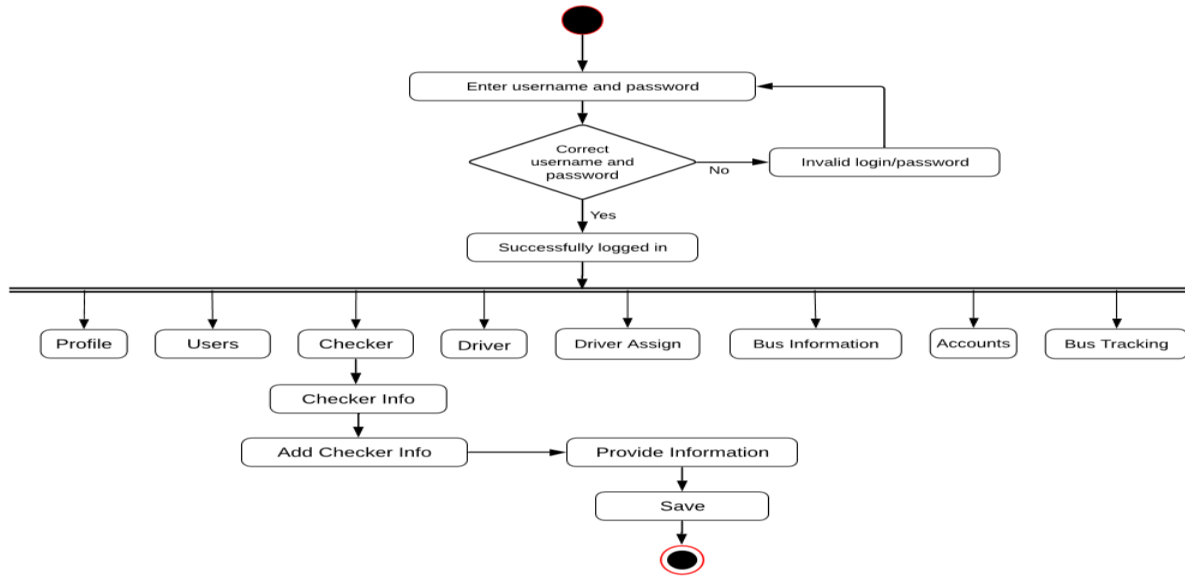 Enter username and password
Correct
username and
password
No
Invalid login/password
Yes
Successfully logged in
Profile
Users
Checker
Driver
Driver Assign
Bus Information
Accounts
Bus Tracking
Checker Info
Add Checker Info
Provide Information
Save